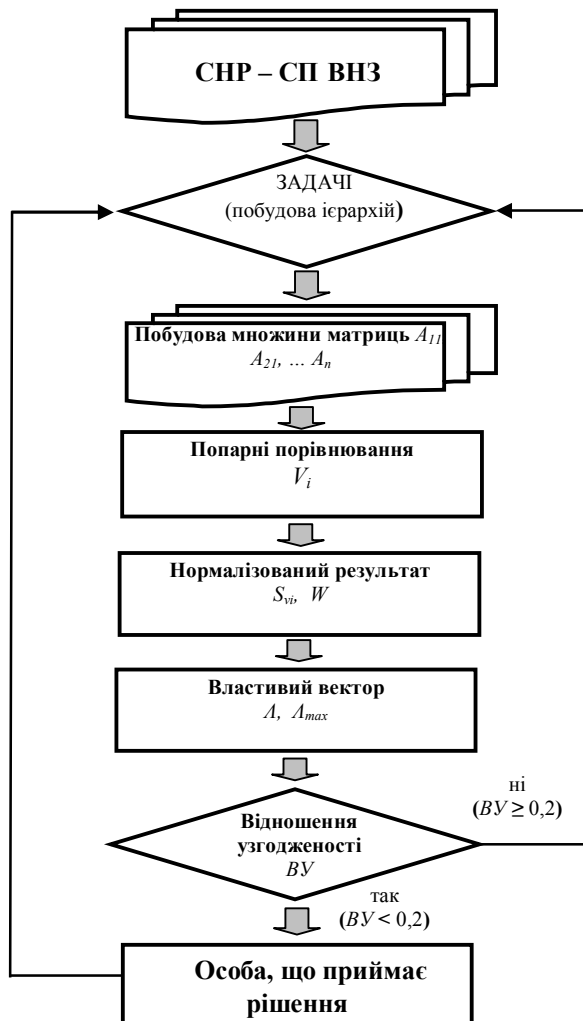 СНР – СП ВНЗ
ЗАДАЧІ
(побудова ієрархій)
Побудова множини матриць A11
A21, ... An
Попарні порівнювання
Vi
Нормалізований результат
Svi, W
Властивий вектор
Λ, Λmax
ні
(ВУ ≥ 0,2)
Відношення
узгодженості
ВУ
так
(ВУ < 0,2)
Особа, що приймає
рішення